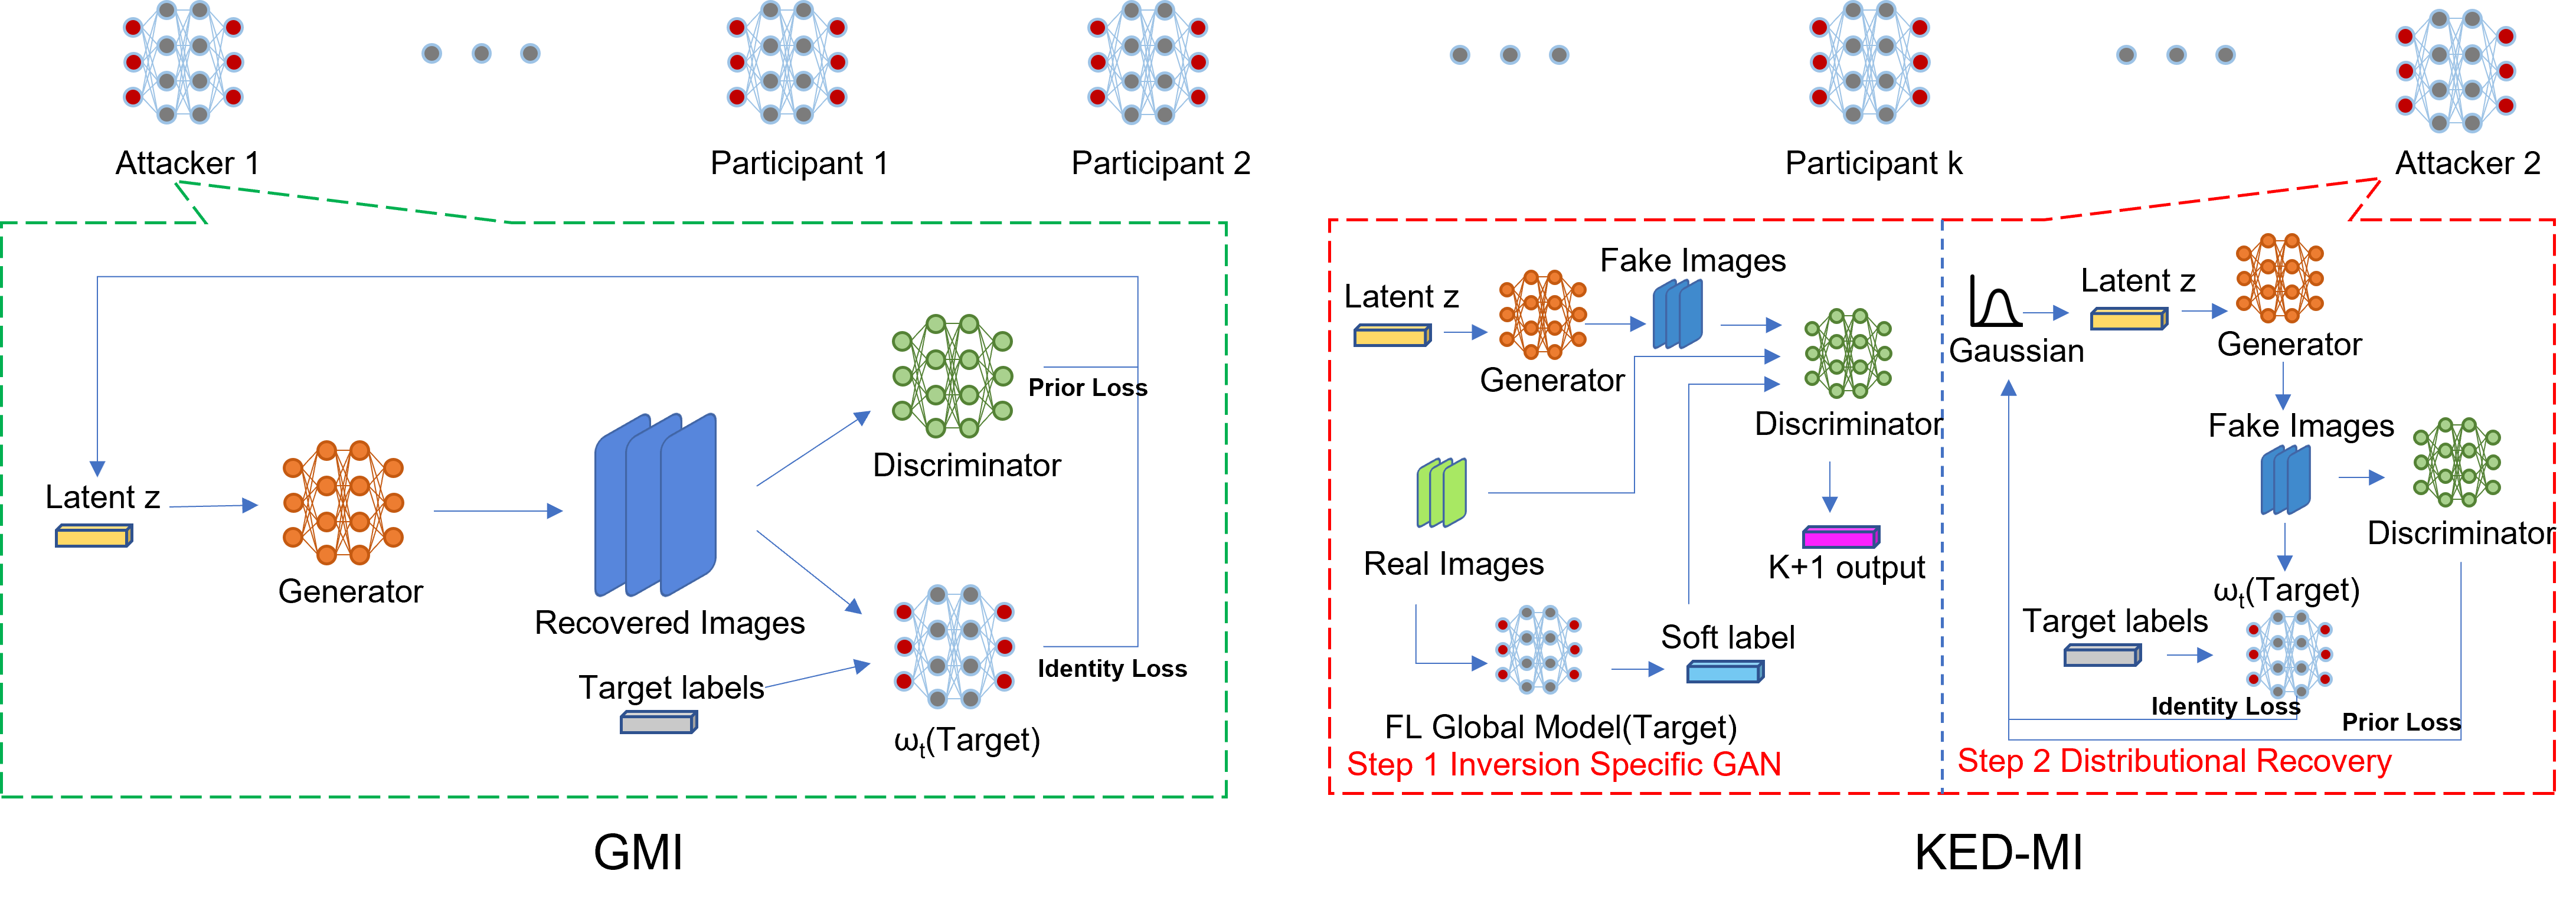 Attacker 1
Participant 1
Participant 2
Participant k
Attacker 2
Latent z
Generator
Recovered Images
Discriminator
Prior Loss
Target labels
Identity Loss
ωt(Target)
GMI
Latent z
Generator
Fake Images
Discriminator
Real Images
K+1 output
Soft label
FL Global Model(Target)
Step 1 Inversion Specific GAN
Gaussian
Latent z
Generator
Fake Images
Discriminator
ωt(Target)
Target labels
Identity Loss
Prior Loss
Step 2 Distributional Recovery
KED-MI